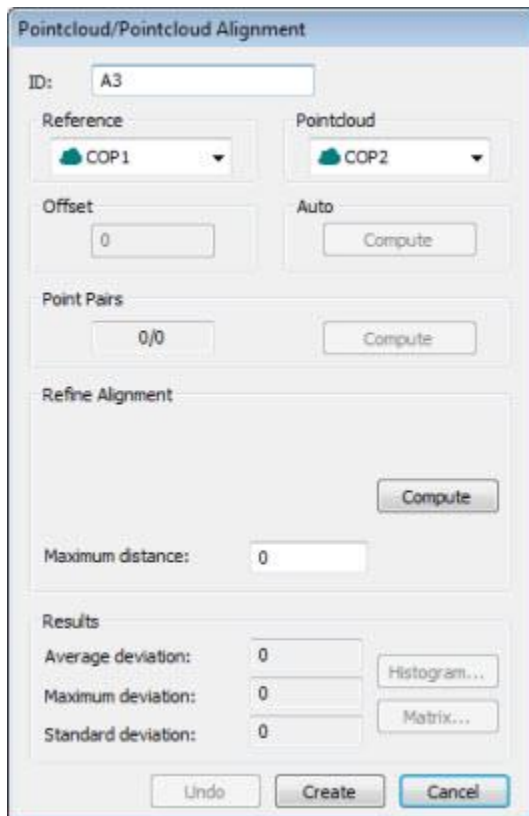 Pointcloud/Pointcloud Alignment
ID: A3
Reference Pointcloud
COP1 COP2
Offset Auto
0 Compute
Point Pairs
0/0 Compute
Refine Alignment
Compute
Maximum distance: 0
Results
Average deviation: 0
Histogram...
Maximum deviation: 0
Matrix...
Standard deviation: 0
Undo Create Cancel